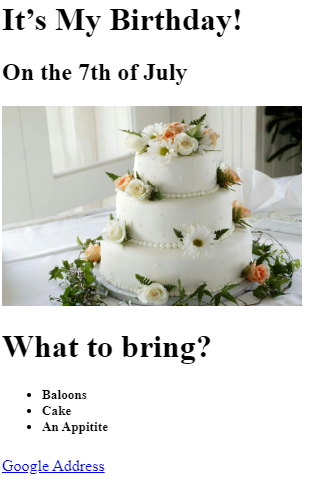 It's My Birthday!
On the 7th of July
What to bring?
Baloons
Cake
An Appitite
Google Address